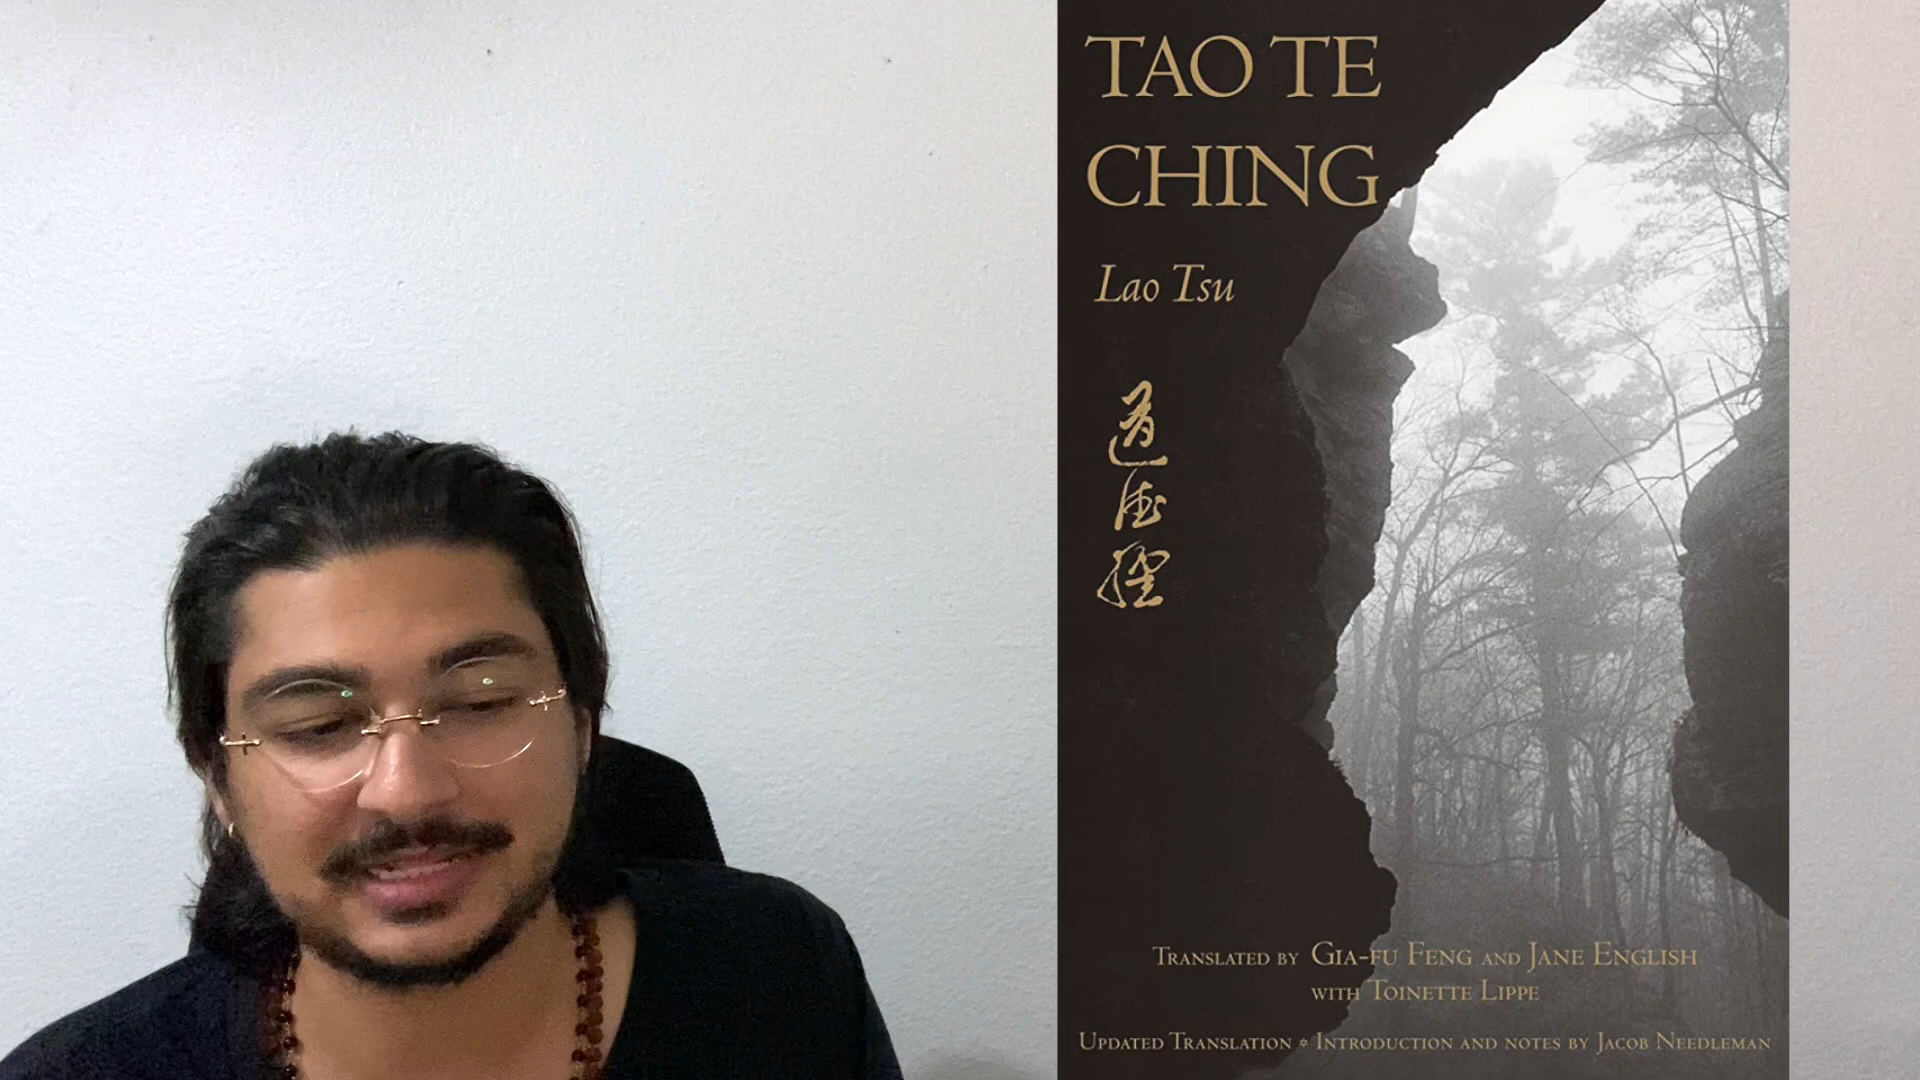 TAO TE
CHING
Lao Tsu
道
德
經
TRANSLATED BY GIA-FU FENG AND JANE ENGLISH
WITH TOINETTE LIPPE
UPDATED TRANSLATION * INTRODUCTION AND NOTES BY JACOB NEEDLEMAN